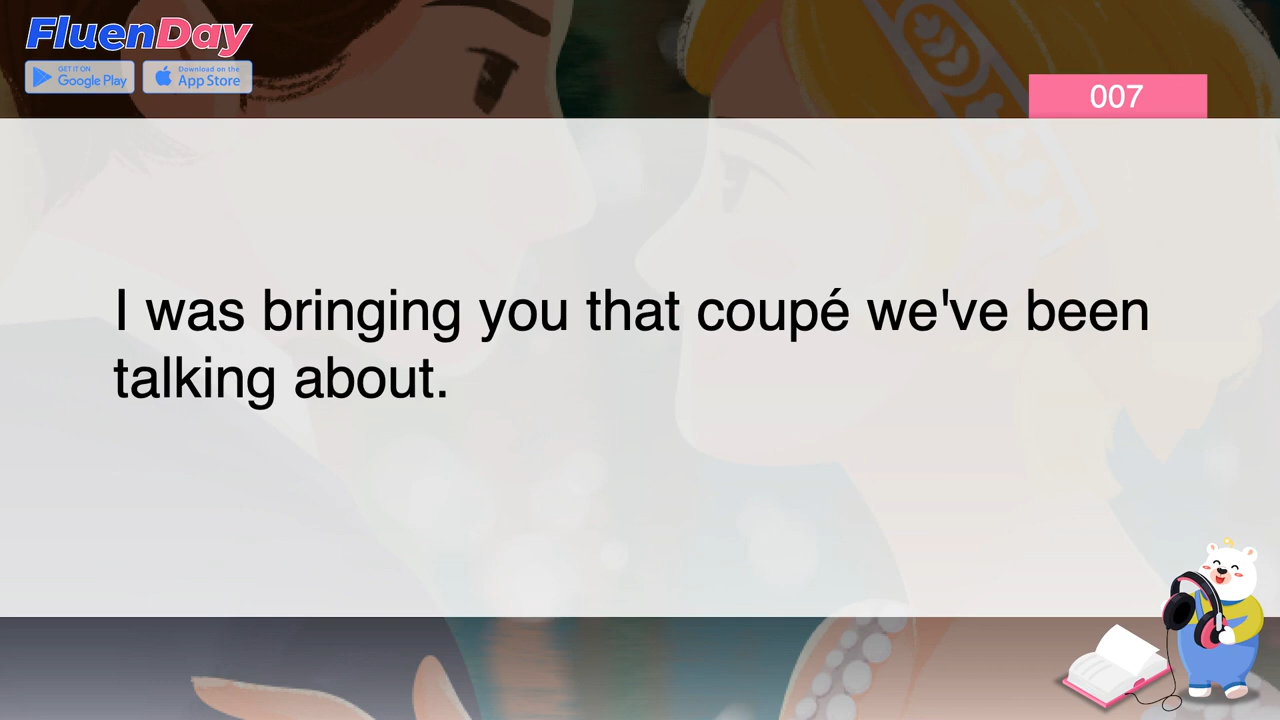 FluenDay
GET IT ON
Google Play
Download on the
App Store
007
I was bringing you that coupé we've been
talking about.